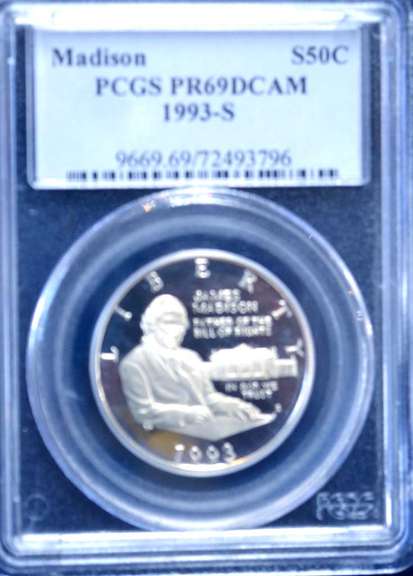 Madison S50C
PCGS PR69DCAM
1993-S
9669.69/72493796
LIBERTY
JAMES
MADISON
FATHER OF THE
BILL OF RIGHTS
IN GOD WE
TRUST
S
1993
PCGS